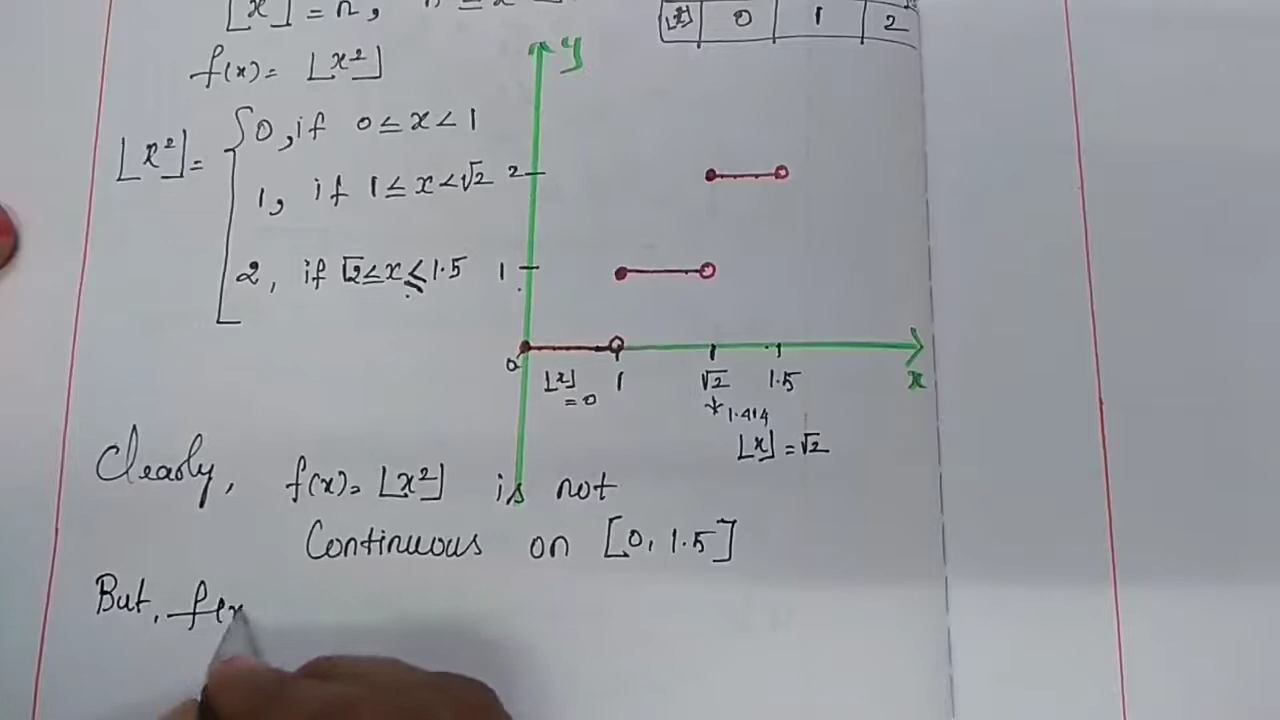 ⌊x⌋ = n,
⌊x⌋ 0 1 2
f(x) = ⌊x²⌋
y
⌊x²⌋ = { 0, if 0 ≤ x < 1
1, if 1 ≤ x < √2
2, if √2 ≤ x ≤ 1.5
2
1
0
⌊x⌋ = 0
1
√2
1.5
x
1.414
⌊x⌋ = √2
Clearly, f(x) = ⌊x²⌋ is not
Continuous on [0, 1.5]
But, f(x